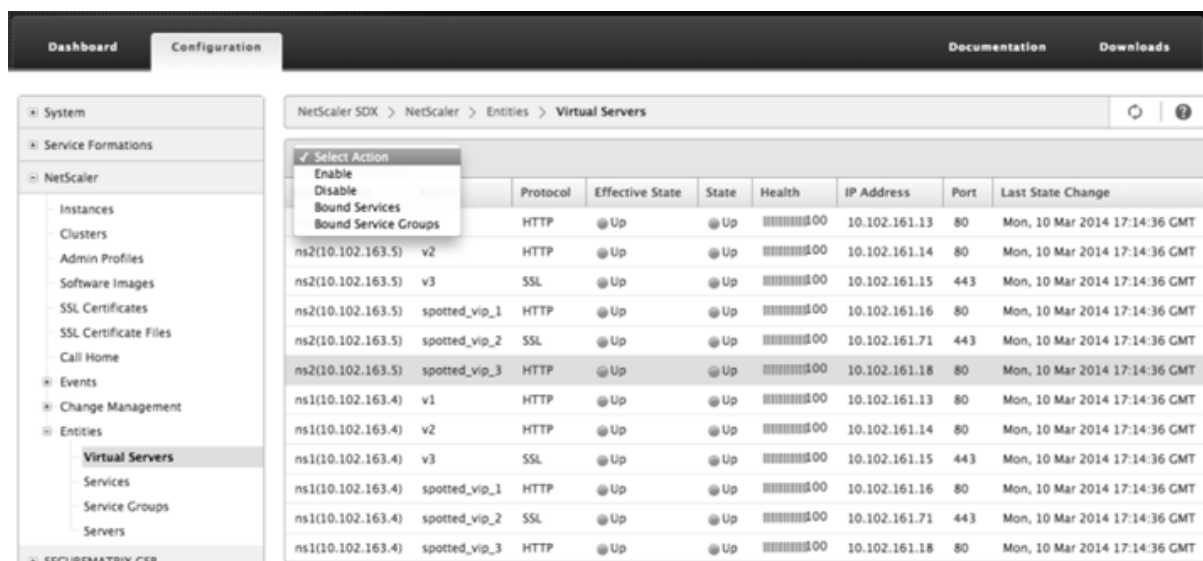 Dashboard Configuration Documentation Downloads
System
Service Formations
NetScaler
Instances
Clusters
Admin Profiles
Software Images
SSL Certificates
SSL Certificate Files
Call Home
Events
Change Management
Entities
Virtual Servers
Services
Service Groups
Servers
NetScaler SDX > NetScaler > Entities > Virtual Servers
✓ Select Action
Enable
Disable
Bound Services
Bound Service Groups
Protocol Effective State State Health IP Address Port Last State Change
HTTP Up Up 100 10.102.161.13 80 Mon, 10 Mar 2014 17:14:36 GMT
ns2(10.102.163.5) v2 HTTP Up Up 100 10.102.161.14 80 Mon, 10 Mar 2014 17:14:36 GMT
ns2(10.102.163.5) v3 SSL Up Up 100 10.102.161.15 443 Mon, 10 Mar 2014 17:14:36 GMT
ns2(10.102.163.5) spotted_vip_1 HTTP Up Up 100 10.102.161.16 80 Mon, 10 Mar 2014 17:14:36 GMT
ns2(10.102.163.5) spotted_vip_2 SSL Up Up 100 10.102.161.71 443 Mon, 10 Mar 2014 17:14:36 GMT
ns2(10.102.163.5) spotted_vip_3 HTTP Up Up 100 10.102.161.18 80 Mon, 10 Mar 2014 17:14:36 GMT
ns1(10.102.163.4) v1 HTTP Up Up 100 10.102.161.13 80 Mon, 10 Mar 2014 17:14:36 GMT
ns1(10.102.163.4) v2 HTTP Up Up 100 10.102.161.14 80 Mon, 10 Mar 2014 17:14:36 GMT
ns1(10.102.163.4) v3 SSL Up Up 100 10.102.161.15 443 Mon, 10 Mar 2014 17:14:36 GMT
ns1(10.102.163.4) spotted_vip_1 HTTP Up Up 100 10.102.161.16 80 Mon, 10 Mar 2014 17:14:36 GMT
ns1(10.102.163.4) spotted_vip_2 SSL Up Up 100 10.102.161.71 443 Mon, 10 Mar 2014 17:14:36 GMT
ns1(10.102.163.4) spotted_vip_3 HTTP Up Up 100 10.102.161.18 80 Mon, 10 Mar 2014 17:14:36 GMT